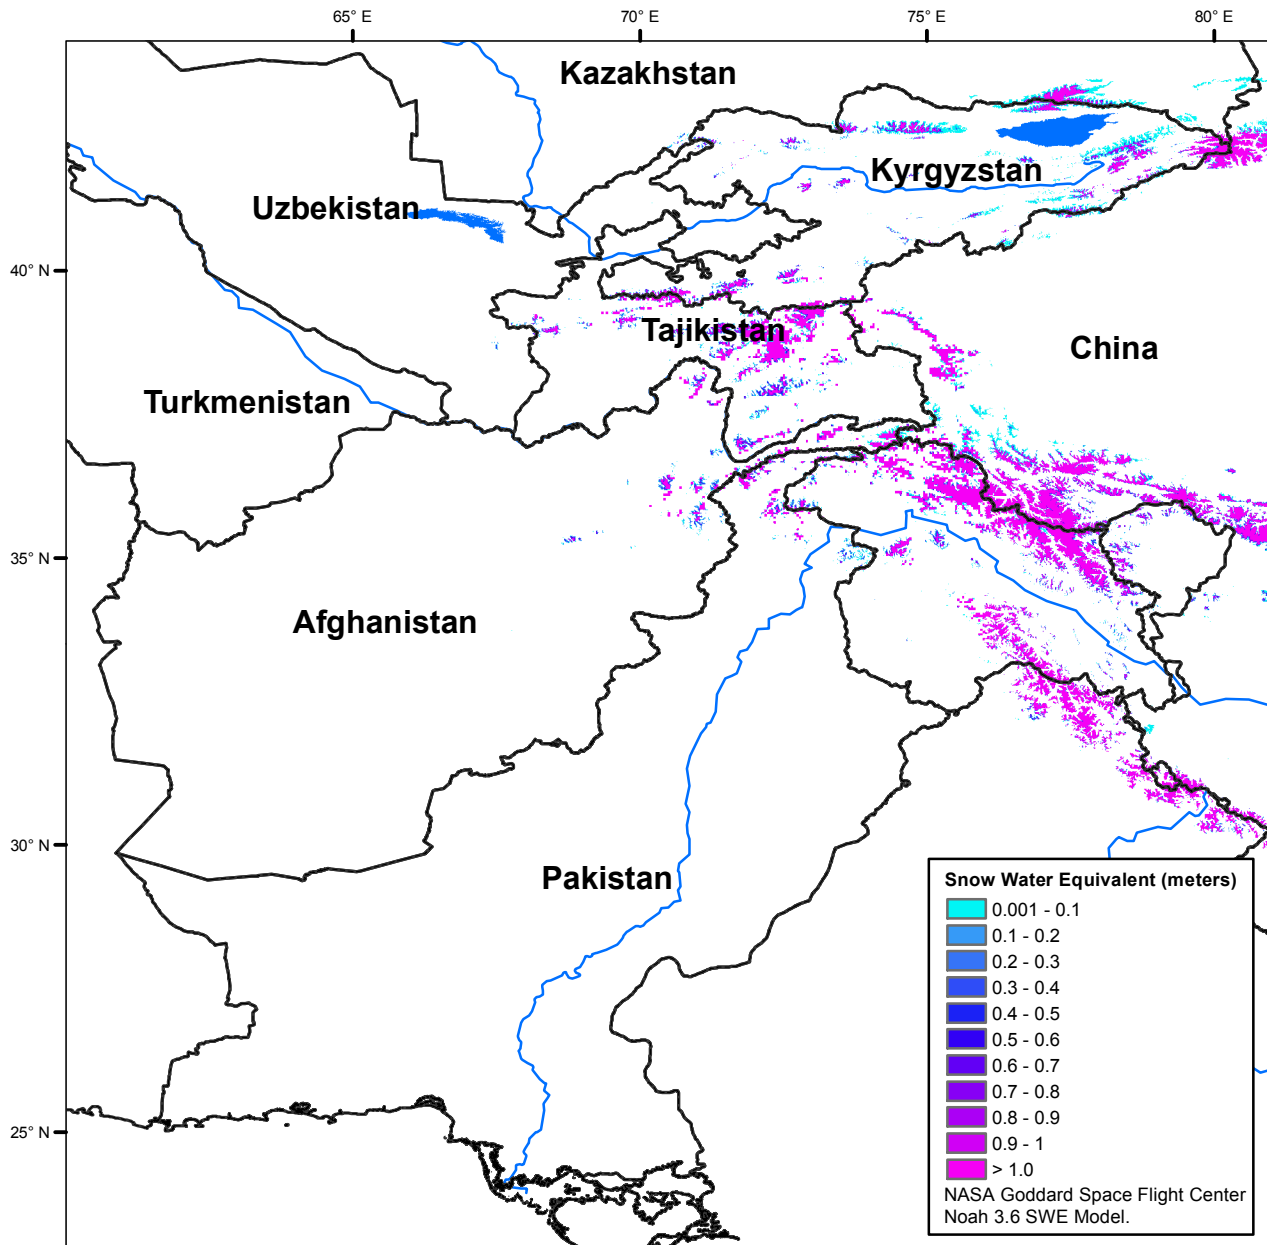 65° E
70° E
75° E
80° E
Kazakhstan
Kyrgyzstan
Uzbekistan
40° N
Tajikistan
China
Turkmenistan
35° N
Afghanistan
30° N
Pakistan
Snow Water Equivalent (meters)
0.001 - 0.1
0.1 - 0.2
0.2 - 0.3
0.3 - 0.4
0.4 - 0.5
0.5 - 0.6
0.6 - 0.7
0.7 - 0.8
0.8 - 0.9
0.9 - 1
> 1.0
NASA Goddard Space Flight Center
Noah 3.6 SWE Model.
25° N